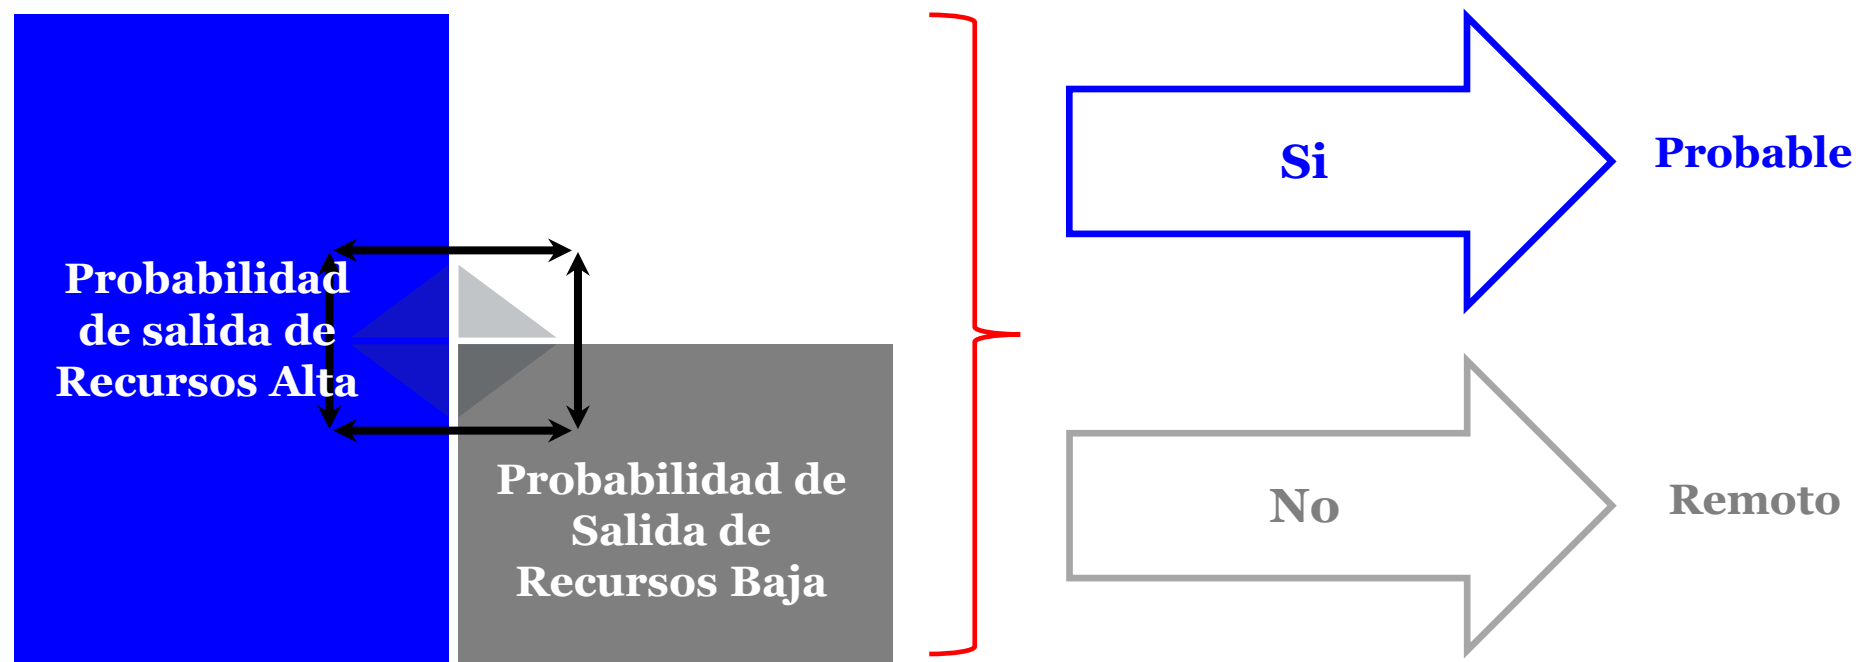 Probabilidad
de salida de
Recursos Alta
Probabilidad de
Salida de
Recursos Baja
Si
Probable
No
Remoto